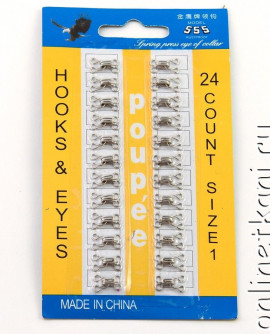 金鹰牌领钩
MODEL
555
Spring press eye of collar
HOOKS & EYES
poupée
24 COUNT SIZE 1
MADE IN CHINA
onlinetkani.ru